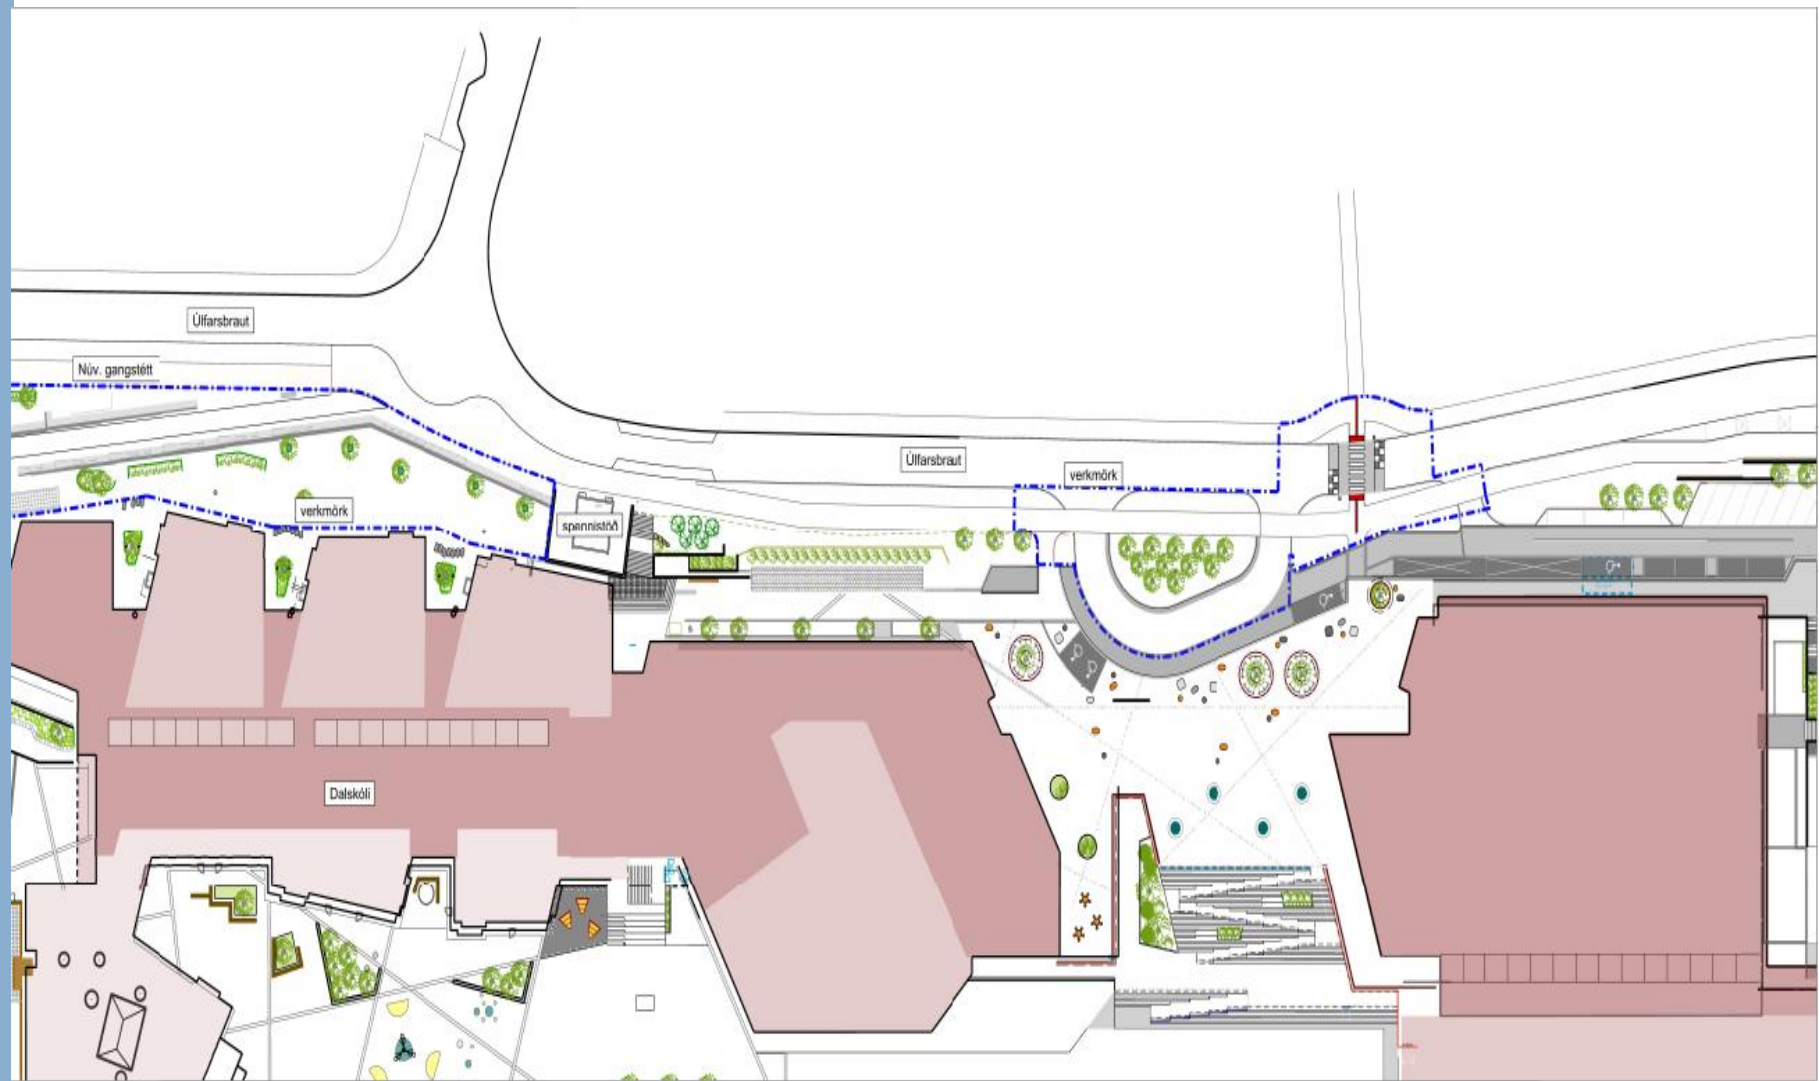 Úlfarsbraut
Núv. gangstétt
Úlfarsbraut
verkmörk
verkmörk
spennistöð
Dalskóli